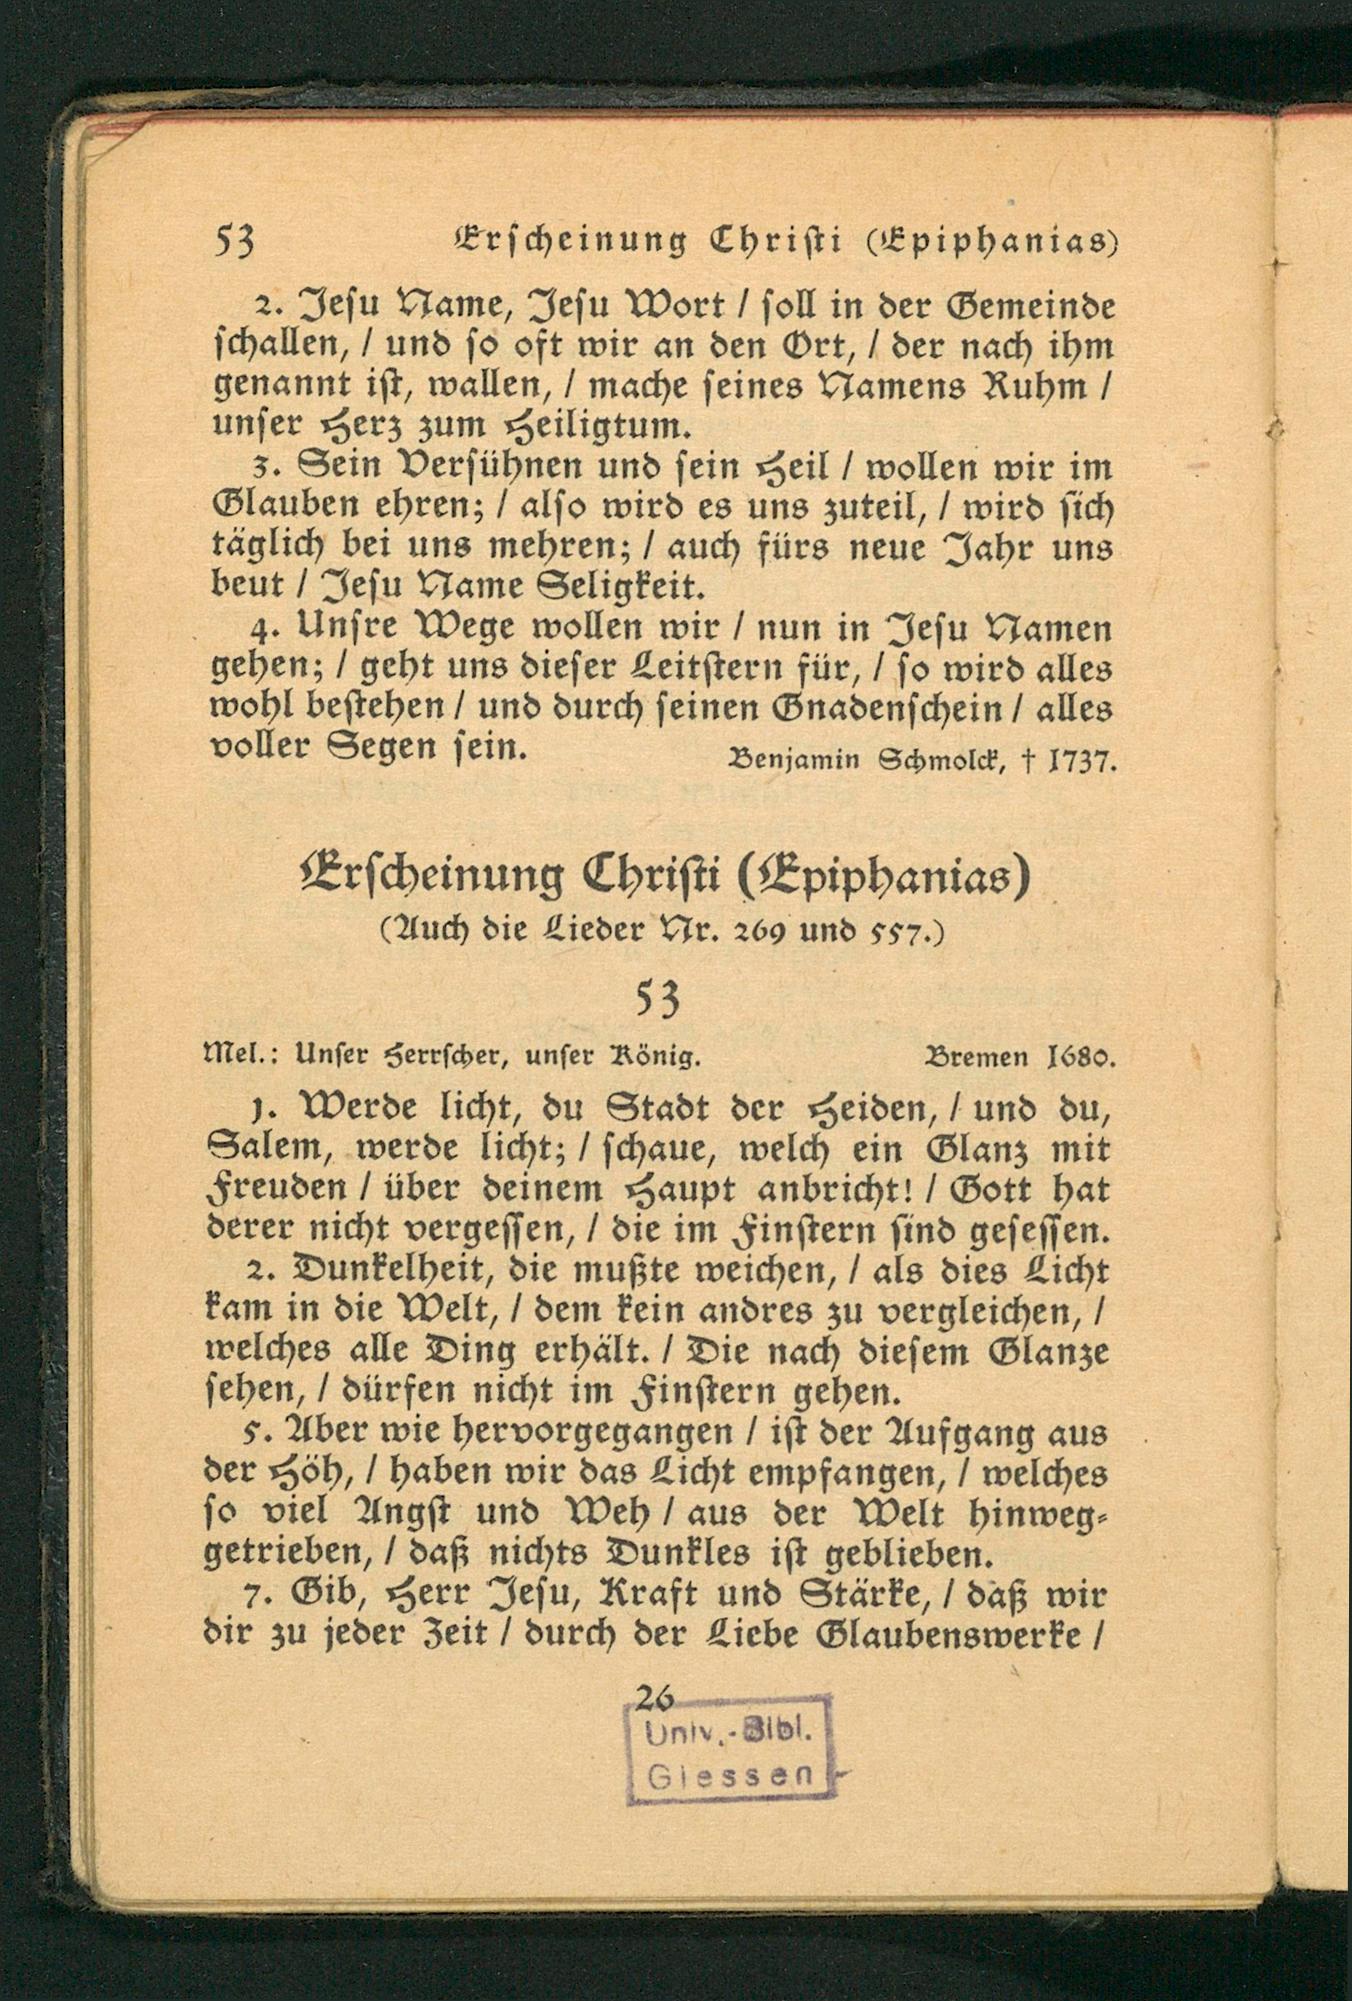 53 Erscheinung Christi (Epiphanias)
2. Jesu Name, Jesu Wort / soll in der Gemeinde
schallen, / und so oft wir an den Ort, / der nach ihm
genannt ist, wallen, / mache seines Namens Ruhm /
unser Herz zum Heiligtum.
3. Sein Versühnen und sein Heil / wollen wir im
Glauben ehren; / also wird es uns zuteil, / wird sich
täglich bei uns mehren; / auch fürs neue Jahr uns
beut / Jesu Name Seligkeit.
4. Unsre Wege wollen wir / nun in Jesu Namen
gehen; / geht uns dieser Leitstern für, / so wird alles
wohl bestehen / und durch seinen Gnadenschein / alles
voller Segen sein. Benjamin Schmolck, † 1737.
Erscheinung Christi (Epiphanias)
(Auch die Lieder Nr. 269 und 557.)
53
Mel.: Unser Herrscher, unser König. Bremen 1680.
1. Werde licht, du Stadt der Heiden, / und du,
Salem, werde licht; / schaue, welch ein Glanz mit
Freuden / über deinem Haupt anbricht! / Gott hat
derer nicht vergessen, / die im Finstern sind gesessen.
2. Dunkelheit, die mußte weichen, / als dies Licht
kam in die Welt, / dem kein andres zu vergleichen, /
welches alle Ding erhält. / Die nach diesem Glanze
sehen, / dürfen nicht im Finstern gehen.
5. Aber wie hervorgegangen / ist der Aufgang aus
der Höh, / haben wir das Licht empfangen, / welches
so viel Angst und Weh / aus der Welt hinweg-
getrieben, / daß nichts Dunkles ist geblieben.
7. Gib, Herr Jesu, Kraft und Stärke, / daß wir
dir zu jeder Zeit / durch der Liebe Glaubenswerke /
26
Univ.-Bibl.
Giessen